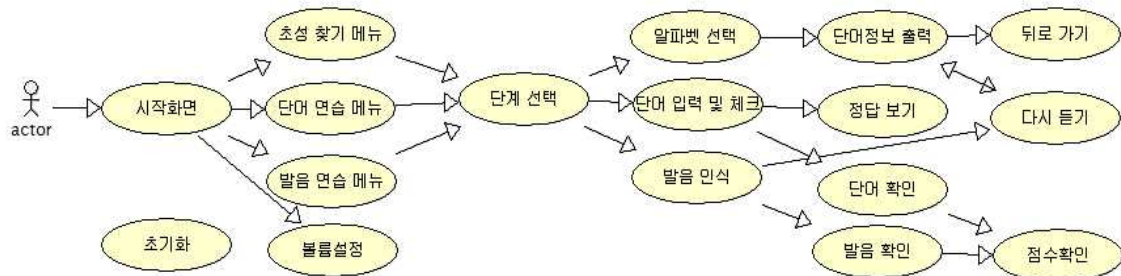 초성 찾기 메뉴
알파벳 선택
단어정보 출력
뒤로 가기
시작화면
단어 연습 메뉴
단계 선택
단어 입력 및 체크
정답 보기
다시 듣기
actor
발음 연습 메뉴
발음 인식
단어 확인
초기화
볼륨설정
발음 확인
점수확인